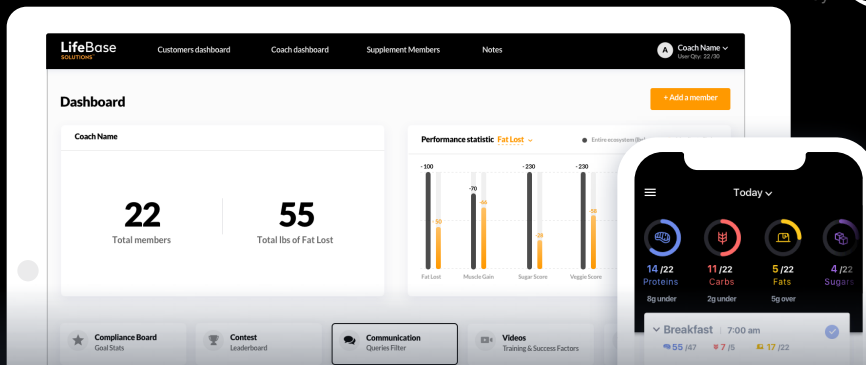 LifeBase
SOLUTIONS
Customers dashboard
Coach dashboard
Supplement Members
Notes
A
Coach Name
User Qty: 22/30
Dashboard
+ Add a member
Coach Name
22
Total members
55
Total lbs of Fat Lost
Performance statistic Fat Lost
Entire ecosystem
- 100
-70
- 230
- 230
- 50
-66
-28
-58
Fat Lost
Muscle Gain
Sugar Score
Veggie Score
Compliance Board
Goal Stats
Contest
Leaderboard
Communication
Queries Filter
Videos
Training & Success Factors
Today
14 /22
Proteins
8g under
11 /22
Carbs
2g under
5 /22
Fats
5g over
4 /22
Sugars
Breakfast 7:00 am
55 /47
7 /5
17 /22